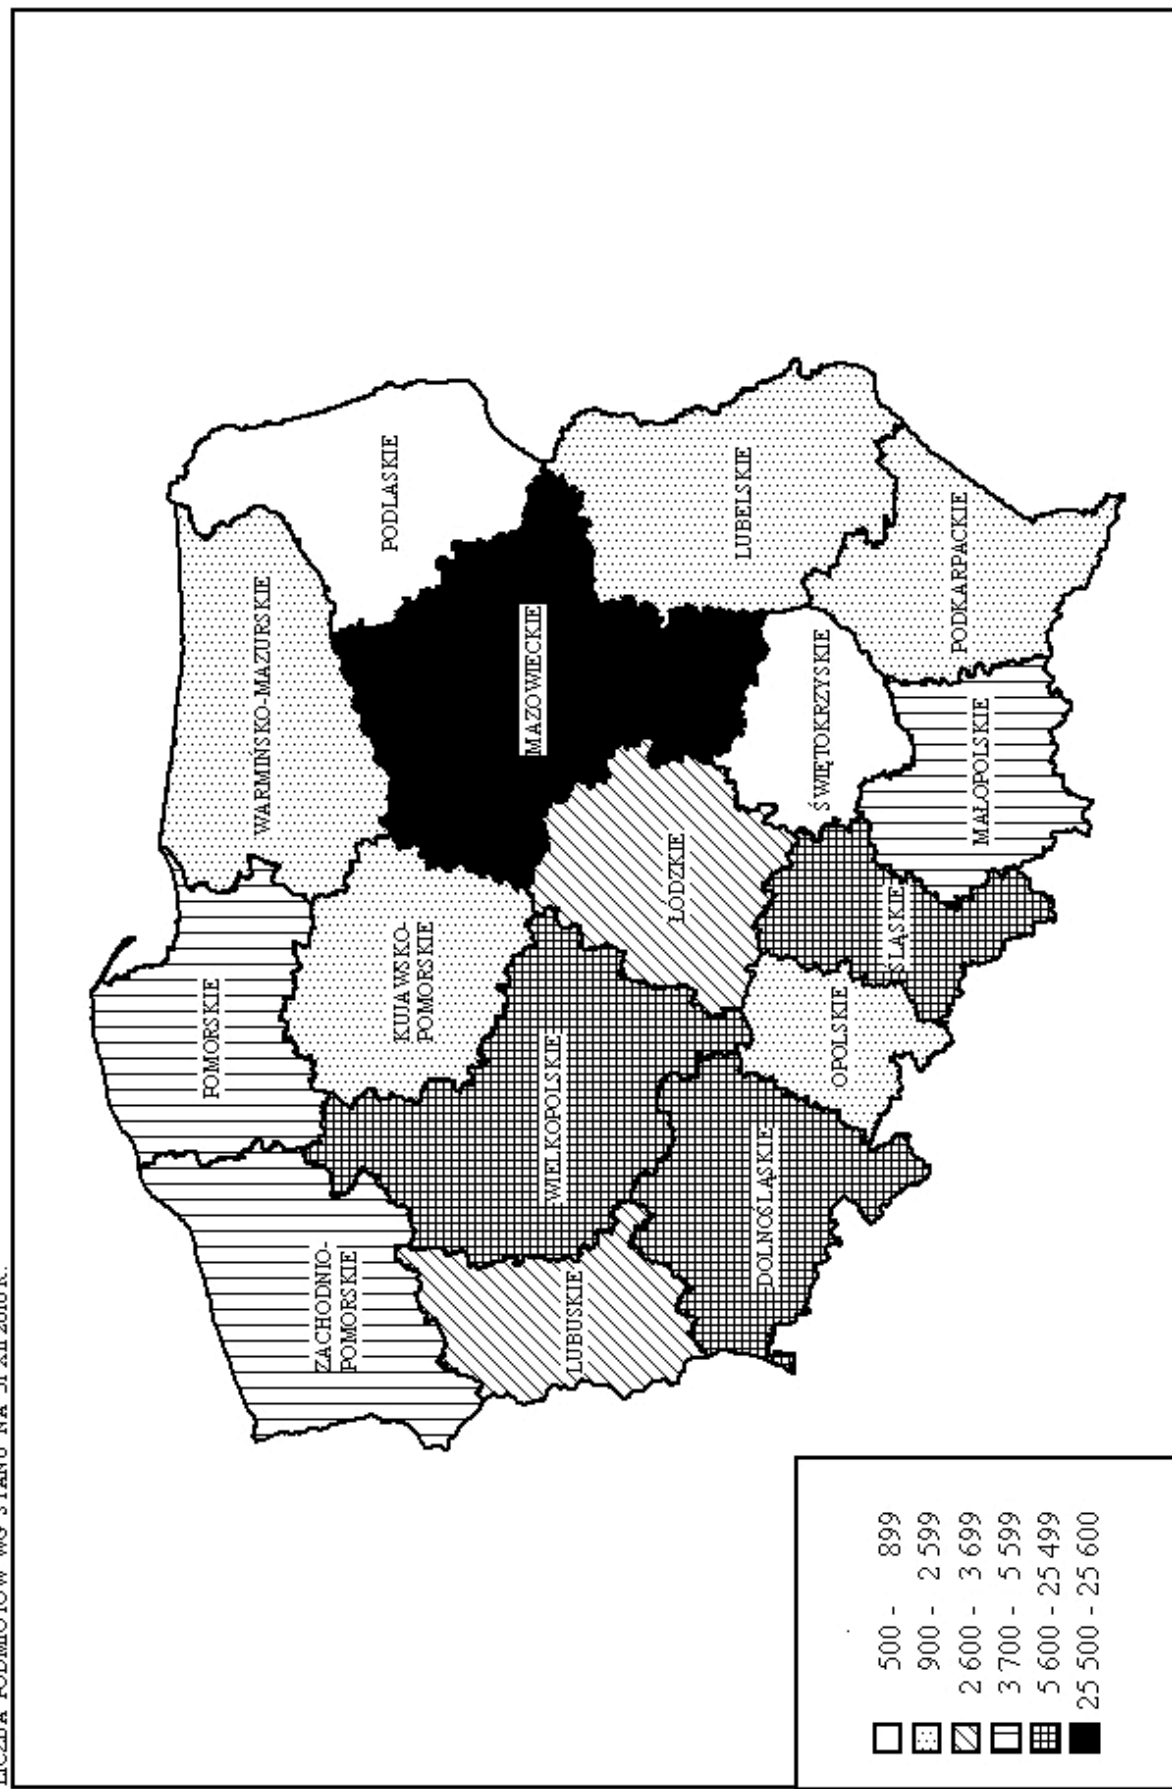 LICZBA PODMIOTÓW WG STANU NA 31 XII 2010 R.
ZACHODNIO-
POMORSKIE
POMORSKIE
WARMIŃSKO-MAZURSKIE
PODLASKIE
KUJAWSKO-
POMORSKIE
MAZOWIECKIE
LUBUSKIE
WIELKOPOLSKIE
ŁÓDZKIE
LUBELSKIE
DOLNOŚLĄSKIE
OPOLSKIE
ŚLĄSKIE
ŚWIĘTOKRZYSKIE
MAŁOPOLSKIE
PODKARPACKIE
500 - 899
900 - 2 599
2 600 - 3 699
3 700 - 5 599
5 600 - 25 499
25 500 - 25 600